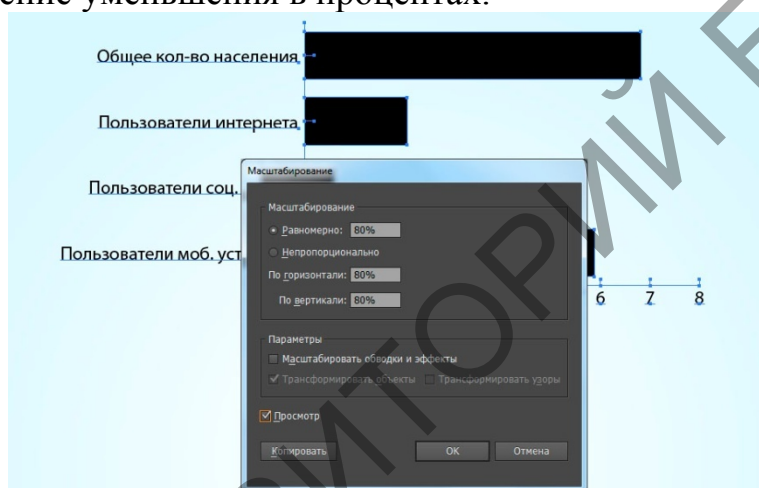 ение уменьшения в процентах.
Общее кол-во населения
Пользователи интернета
Пользователи соц.
Пользователи моб. уст
6 7 8
Масштабирование
Масштабирование
Равномерно: 80%
Непропорционально
По горизонтали: 80%
По вертикали: 80%
Параметры
Масштабировать обводки и эффекты
Трансформировать объекты Трансформировать узоры
Просмотр
Копировать ОК Отмена
ИТОРИЙ Б